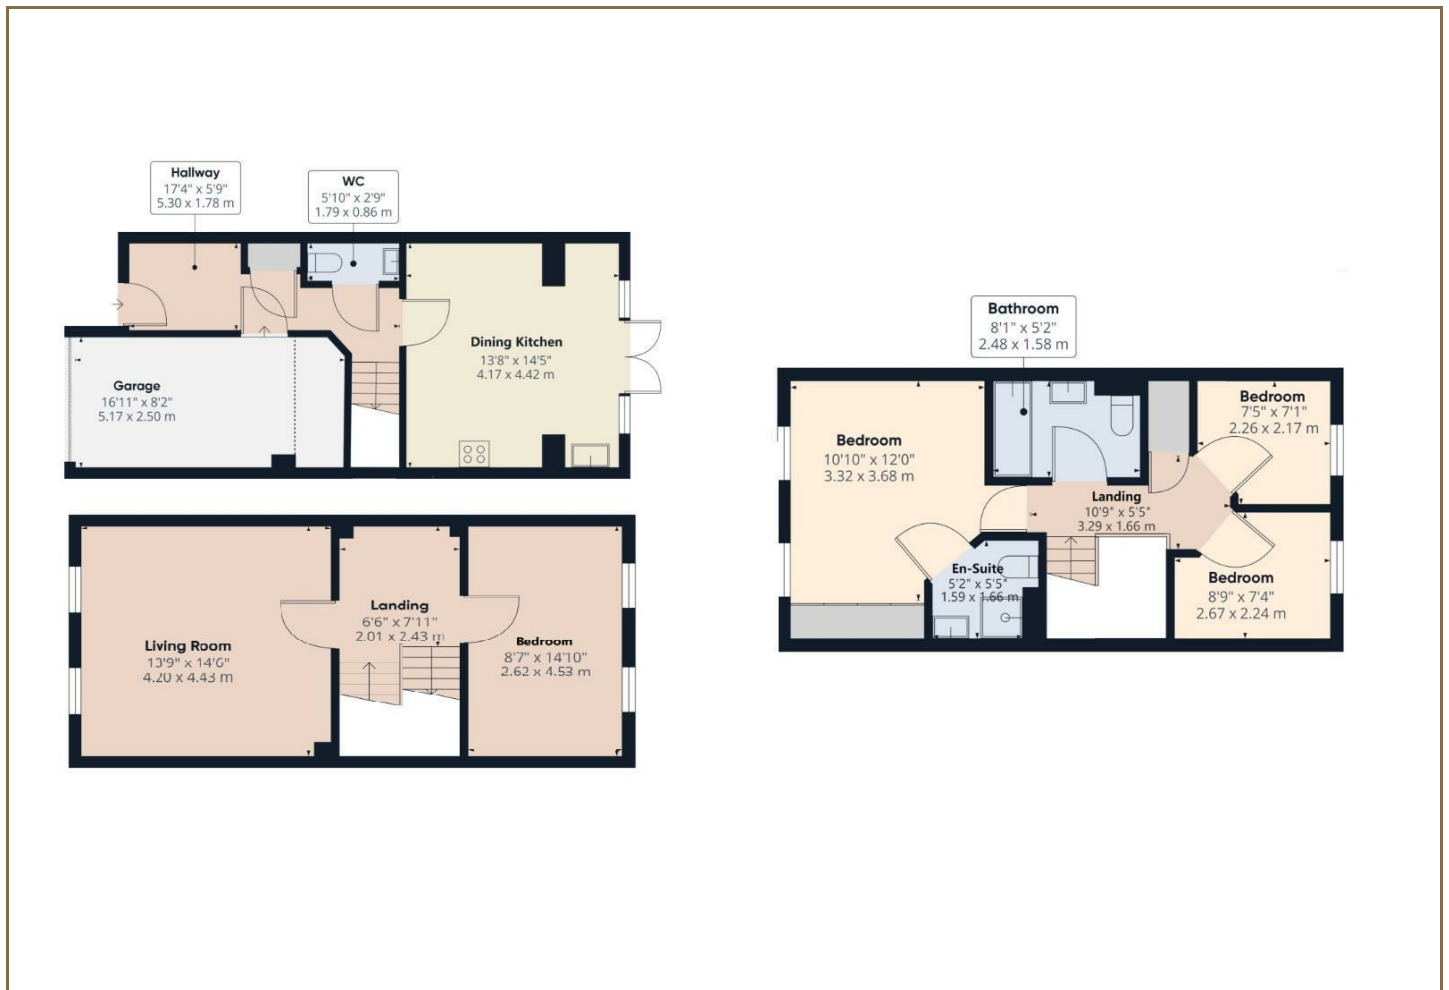 Hallway
17'4" x 5'9"
5.30 x 1.78 m
WC
5'10" x 2'9"
1.79 x 0.86 m
Dining Kitchen
13'8" x 14'5"
4.17 x 4.42 m
Garage
16'11" x 8'2"
5.17 x 2.50 m
Living Room
13'9" x 14'6"
4.20 x 4.43 m
Landing
6'6" x 7'11"
2.01 x 2.43 m
Bedroom
8'7" x 14'10"
2.62 x 4.53 m
Bathroom
8'1" x 5'2"
2.48 x 1.58 m
Bedroom
10'10" x 12'0"
3.32 x 3.68 m
Bedroom
7'5" x 7'1"
2.26 x 2.17 m
Landing
10'9" x 5'5"
3.29 x 1.66 m
En-Suite
5'2" x 5'5"
1.59 x 1.66 m
Bedroom
8'9" x 7'4"
2.67 x 2.24 m